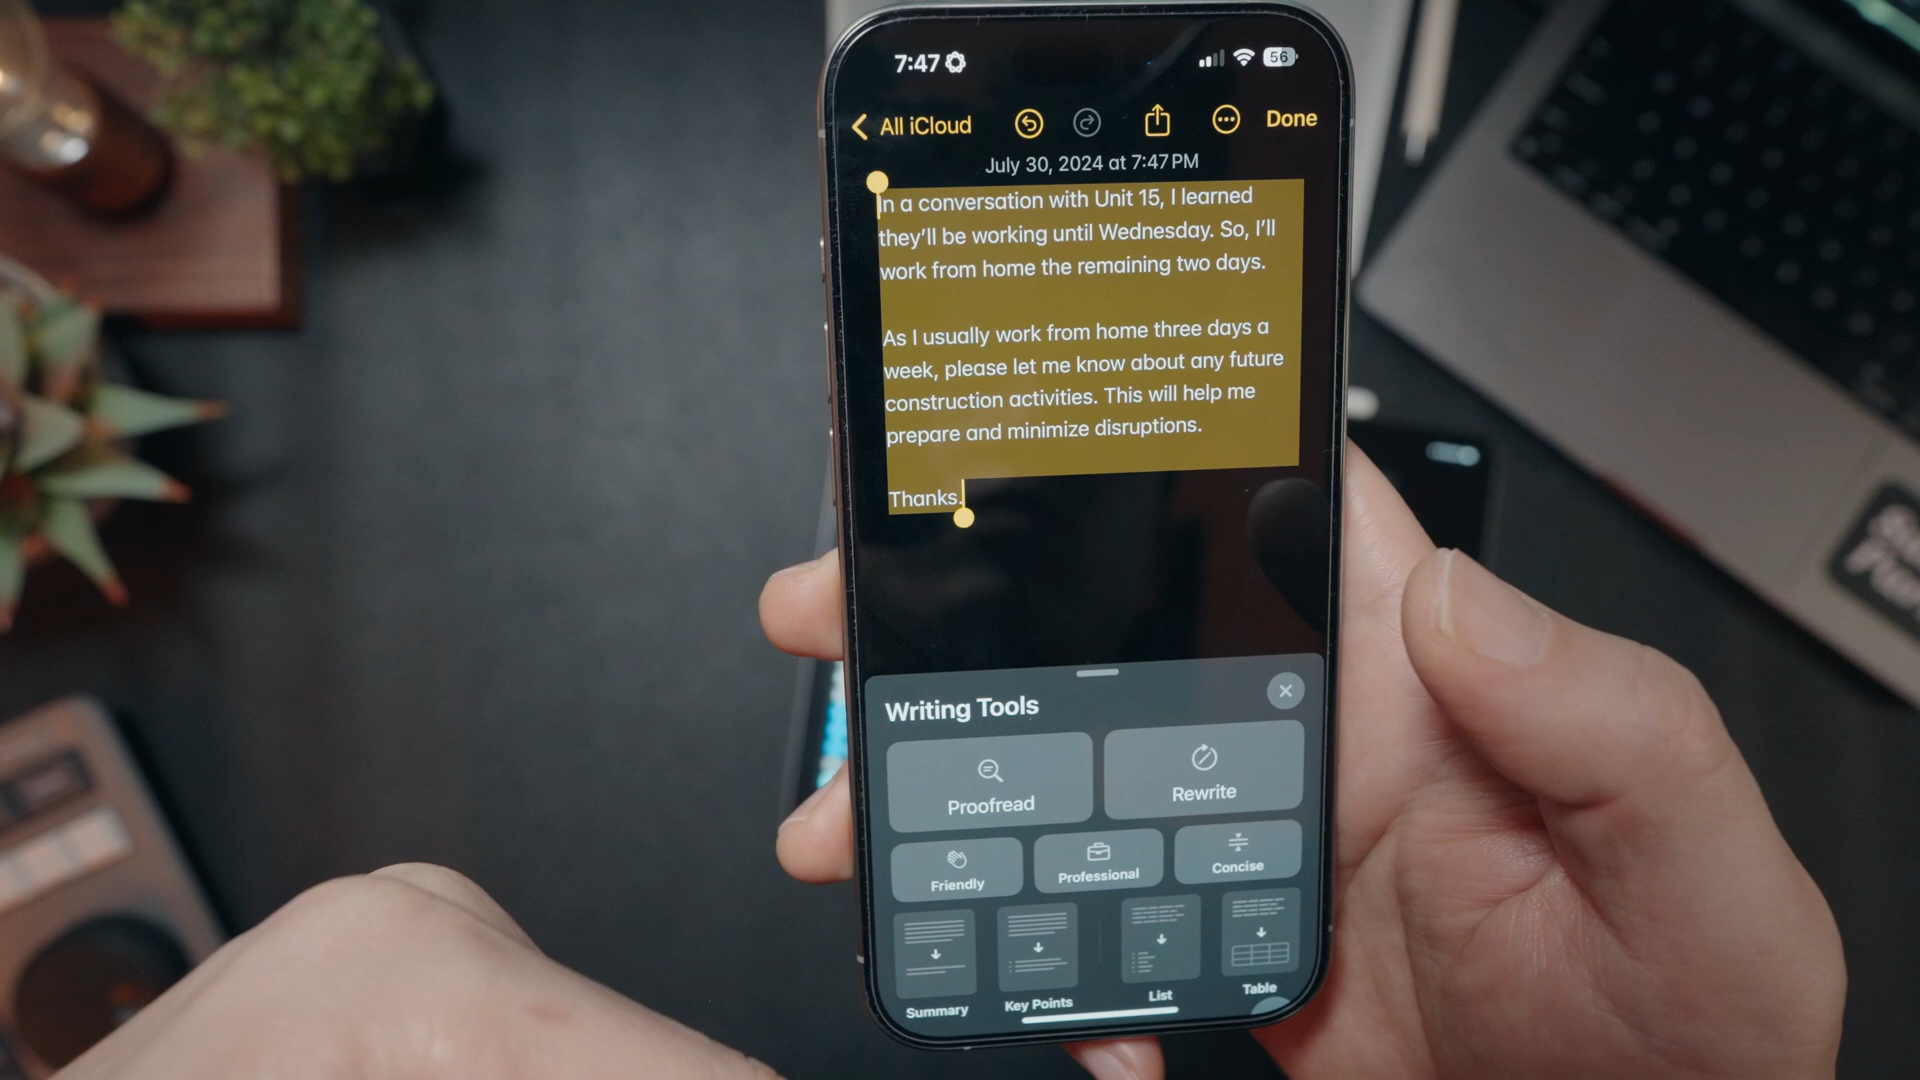 7:47
56
All iCloud
Done
July 30, 2024 at 7:47 PM
In a conversation with Unit 15, I learned
they’ll be working until Wednesday. So, I’ll
work from home the remaining two days.
As I usually work from home three days a
week, please let me know about any future
construction activities. This will help me
prepare and minimize disruptions.
Thanks.
Writing Tools
Proofread
Rewrite
Friendly
Professional
Concise
Summary
Key Points
List
Table